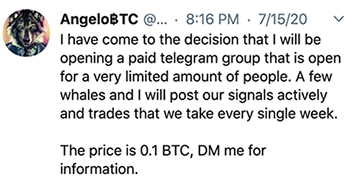 Angelo₿TC @... · 8:16 PM · 7/15/20
I have come to the decision that I will be
opening a paid telegram group that is open
for a very limited amount of people. A few
whales and I will post our signals actively
and trades that we take every single week.
The price is 0.1 BTC, DM me for
information.